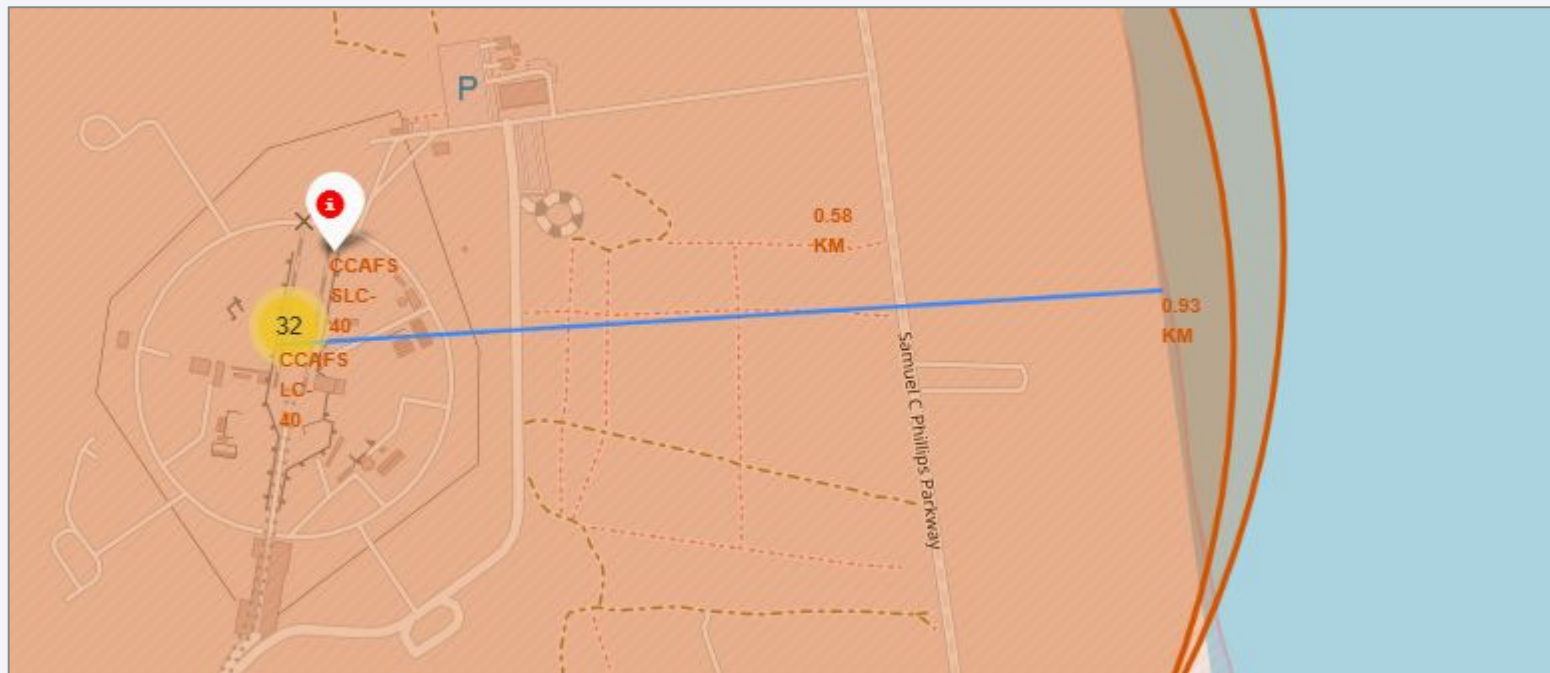 P
0.58
KM
CCAFS
SLC-
40
32
CCAFS
LC-
40
0.93
KM
Samuel C Phillips Parkway